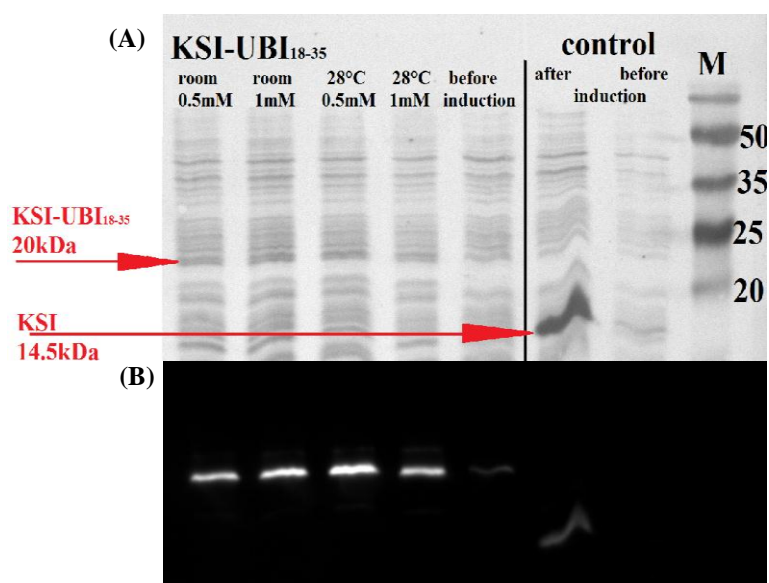 (A)
KSI-UBI18-35
control
room room 28°C 28°C before
0.5mM 1mM 0.5mM 1mM induction
after before
induction
M
50
35
25
20
KSI-UBI18-35
20kDa
KSI
14.5kDa
(B)